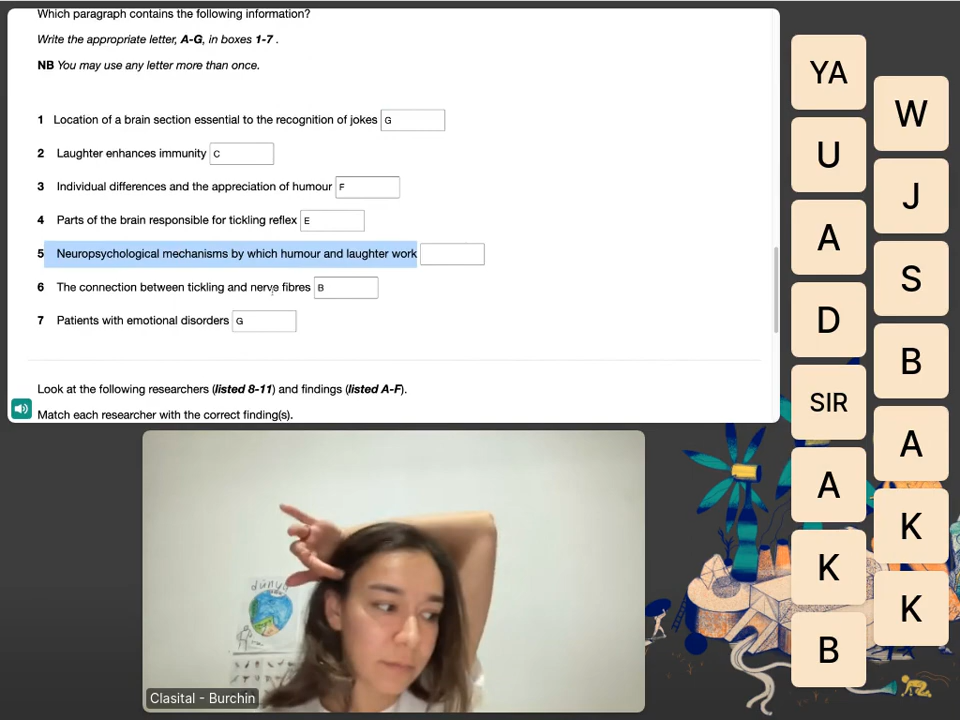 Which paragraph contains the following information?
Write the appropriate letter, A-G, in boxes 1-7 .
NB You may use any letter more than once.
1 Location of a brain section essential to the recognition of jokes G
2 Laughter enhances immunity C
3 Individual differences and the appreciation of humour F
4 Parts of the brain responsible for tickling reflex E
5 Neuropsychological mechanisms by which humour and laughter work
6 The connection between tickling and nerve fibres B
7 Patients with emotional disorders G
Look at the following researchers (listed 8-11) and findings (listed A-F).
Match each researcher with the correct finding(s).
YA
U
A
D
SIR
A
K
B
W
J
S
B
A
K
K
dünya
Clasital - Burchin